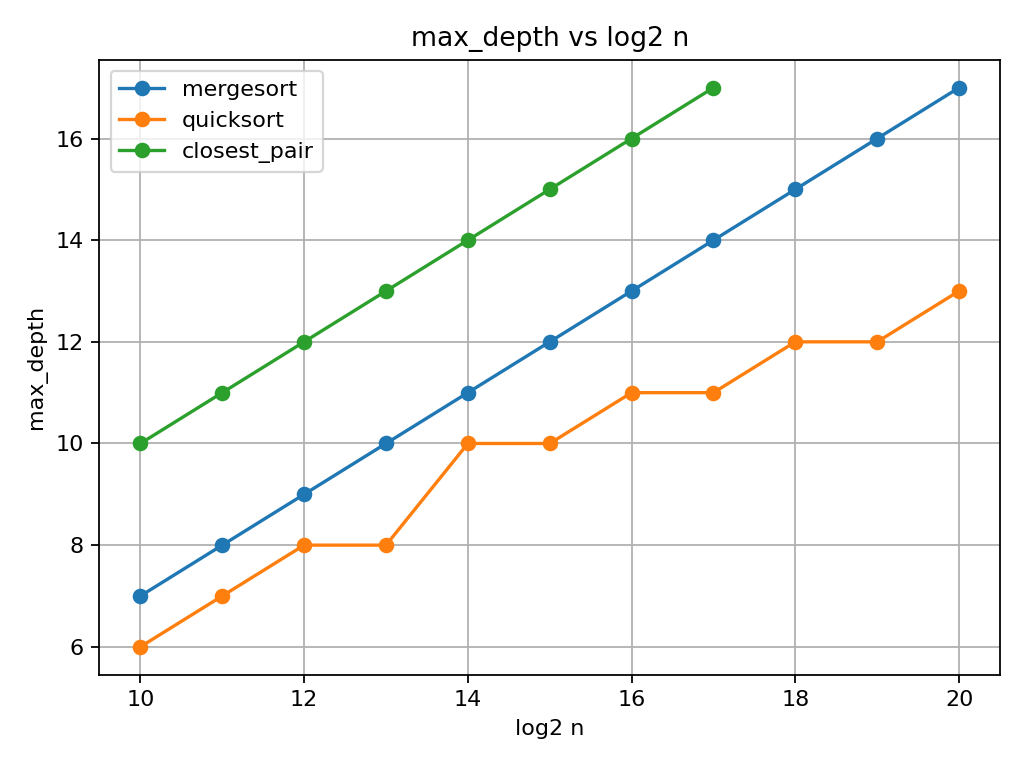 max_depth vs log2 n
mergesort
quicksort
closest_pair
max_depth
16
14
12
10
8
6
10 12 14 16 18 20
log2 n